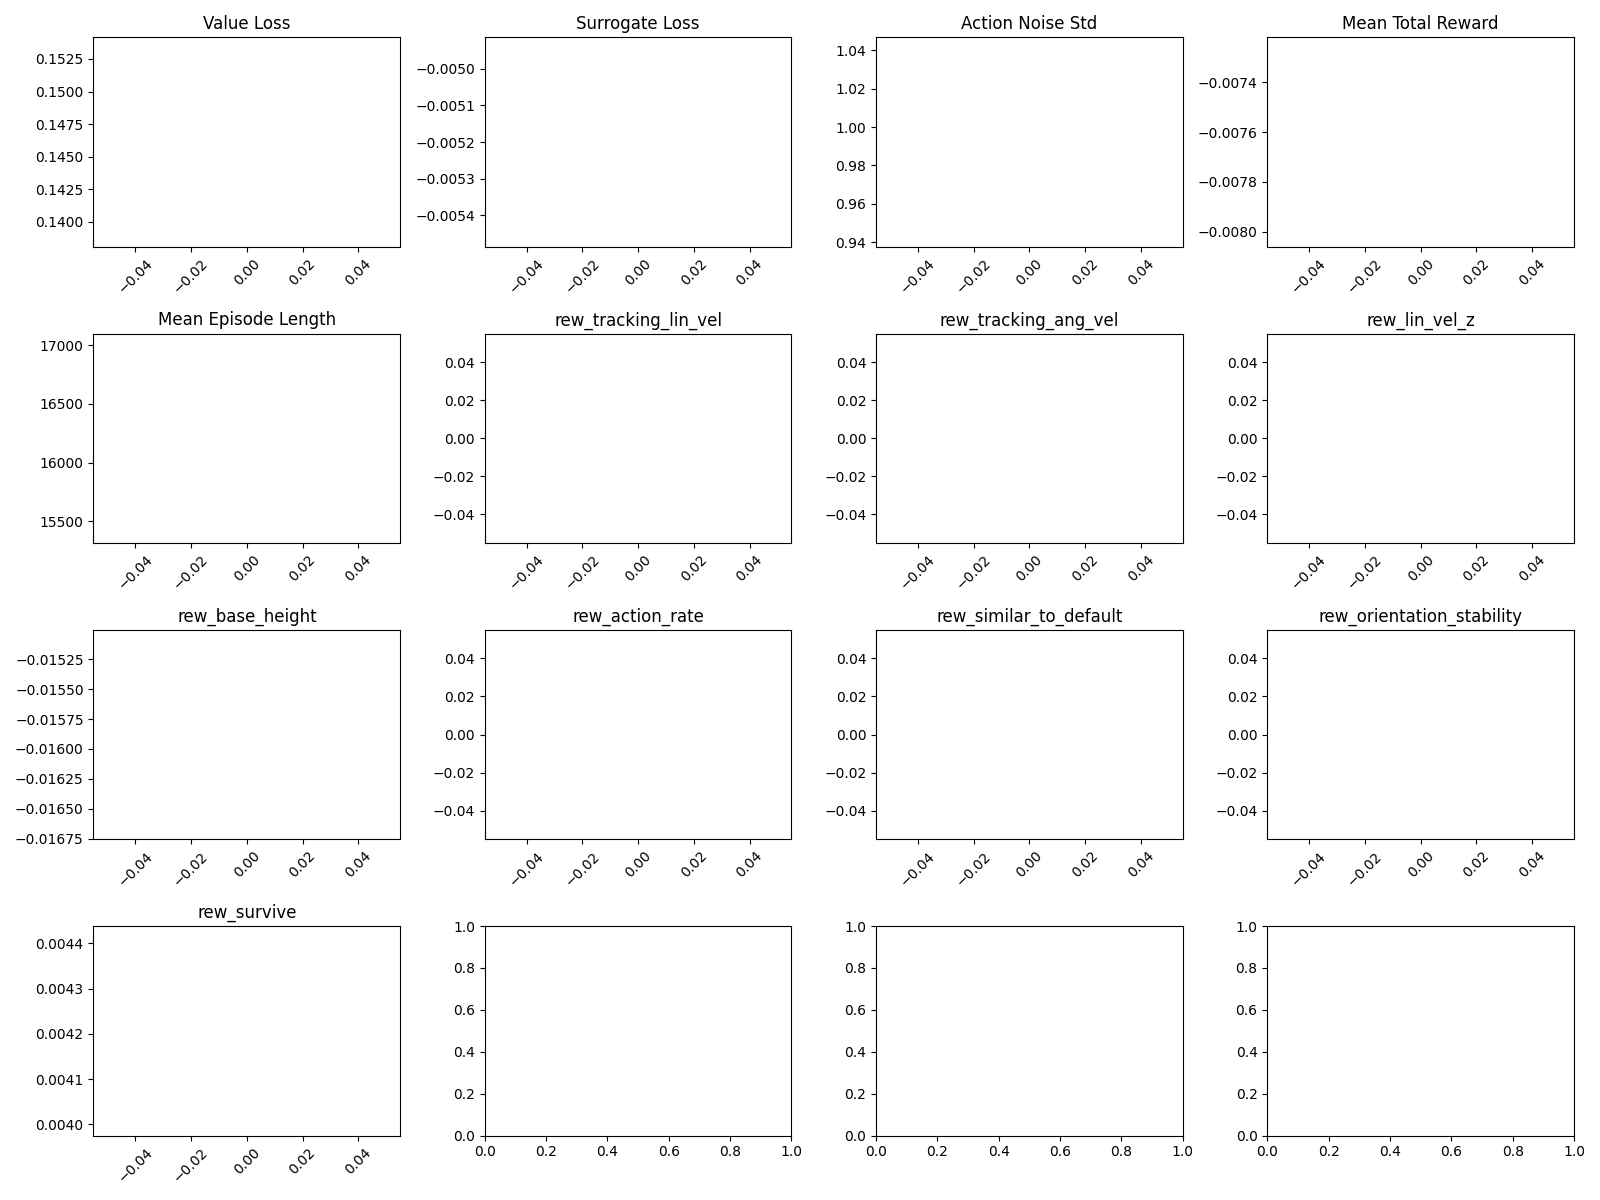 Value Loss
0.1525
0.1500
0.1475
0.1450
0.1425
0.1400
−0.04 −0.02 0.00 0.02 0.04
Surrogate Loss
−0.0050
−0.0051
−0.0052
−0.0053
−0.0054
−0.04 −0.02 0.00 0.02 0.04
Action Noise Std
1.04
1.02
1.00
0.98
0.96
0.94
−0.04 −0.02 0.00 0.02 0.04
Mean Total Reward
−0.0074
−0.0076
−0.0078
−0.0080
−0.04 −0.02 0.00 0.02 0.04
Mean Episode Length
17000
16500
16000
15500
−0.04 −0.02 0.00 0.02 0.04
rew_tracking_lin_vel
0.04
0.02
0.00
−0.02
−0.04
−0.04 −0.02 0.00 0.02 0.04
rew_tracking_ang_vel
0.04
0.02
0.00
−0.02
−0.04
−0.04 −0.02 0.00 0.02 0.04
rew_lin_vel_z
0.04
0.02
0.00
−0.02
−0.04
−0.04 −0.02 0.00 0.02 0.04
rew_base_height
−0.01525
−0.01550
−0.01575
−0.01600
−0.01625
−0.01650
−0.01675
−0.04 −0.02 0.00 0.02 0.04
rew_action_rate
0.04
0.02
0.00
−0.02
−0.04
−0.04 −0.02 0.00 0.02 0.04
rew_similar_to_default
0.04
0.02
0.00
−0.02
−0.04
−0.04 −0.02 0.00 0.02 0.04
rew_orientation_stability
0.04
0.02
0.00
−0.02
−0.04
−0.04 −0.02 0.00 0.02 0.04
rew_survive
0.0044
0.0043
0.0042
0.0041
0.0040
−0.04 −0.02 0.00 0.02 0.04
1.0
0.8
0.6
0.4
0.2
0.0
0.0 0.2 0.4 0.6 0.8 1.0
1.0
0.8
0.6
0.4
0.2
0.0
0.0 0.2 0.4 0.6 0.8 1.0
1.0
0.8
0.6
0.4
0.2
0.0
0.0 0.2 0.4 0.6 0.8 1.0